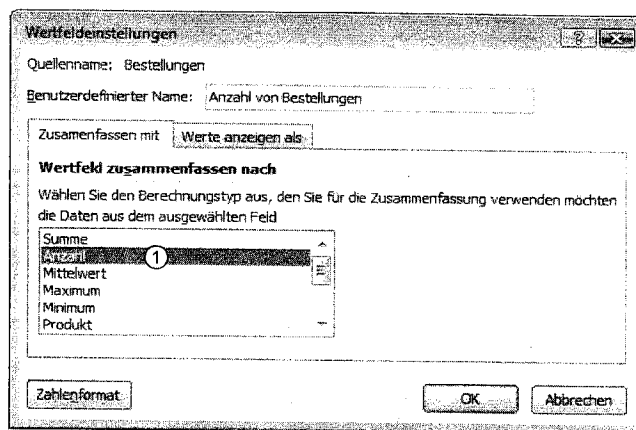 Wertfeldeinstellungen
Quellenname: Bestellungen
Benutzerdefinierter Name: Anzahl von Bestellungen
Zusamenfassen mit Werte anzeigen als
Wertfeld zusammenfassen nach
Wählen Sie den Berechnungstyp aus, den Sie für die Zusammenfassung verwenden möchten
die Daten aus dem ausgewählten Feld
Summe
Anzahl 1
Mittelwert
Maximum
Minimum
Produkt
Zahlenformat OK Abbrechen